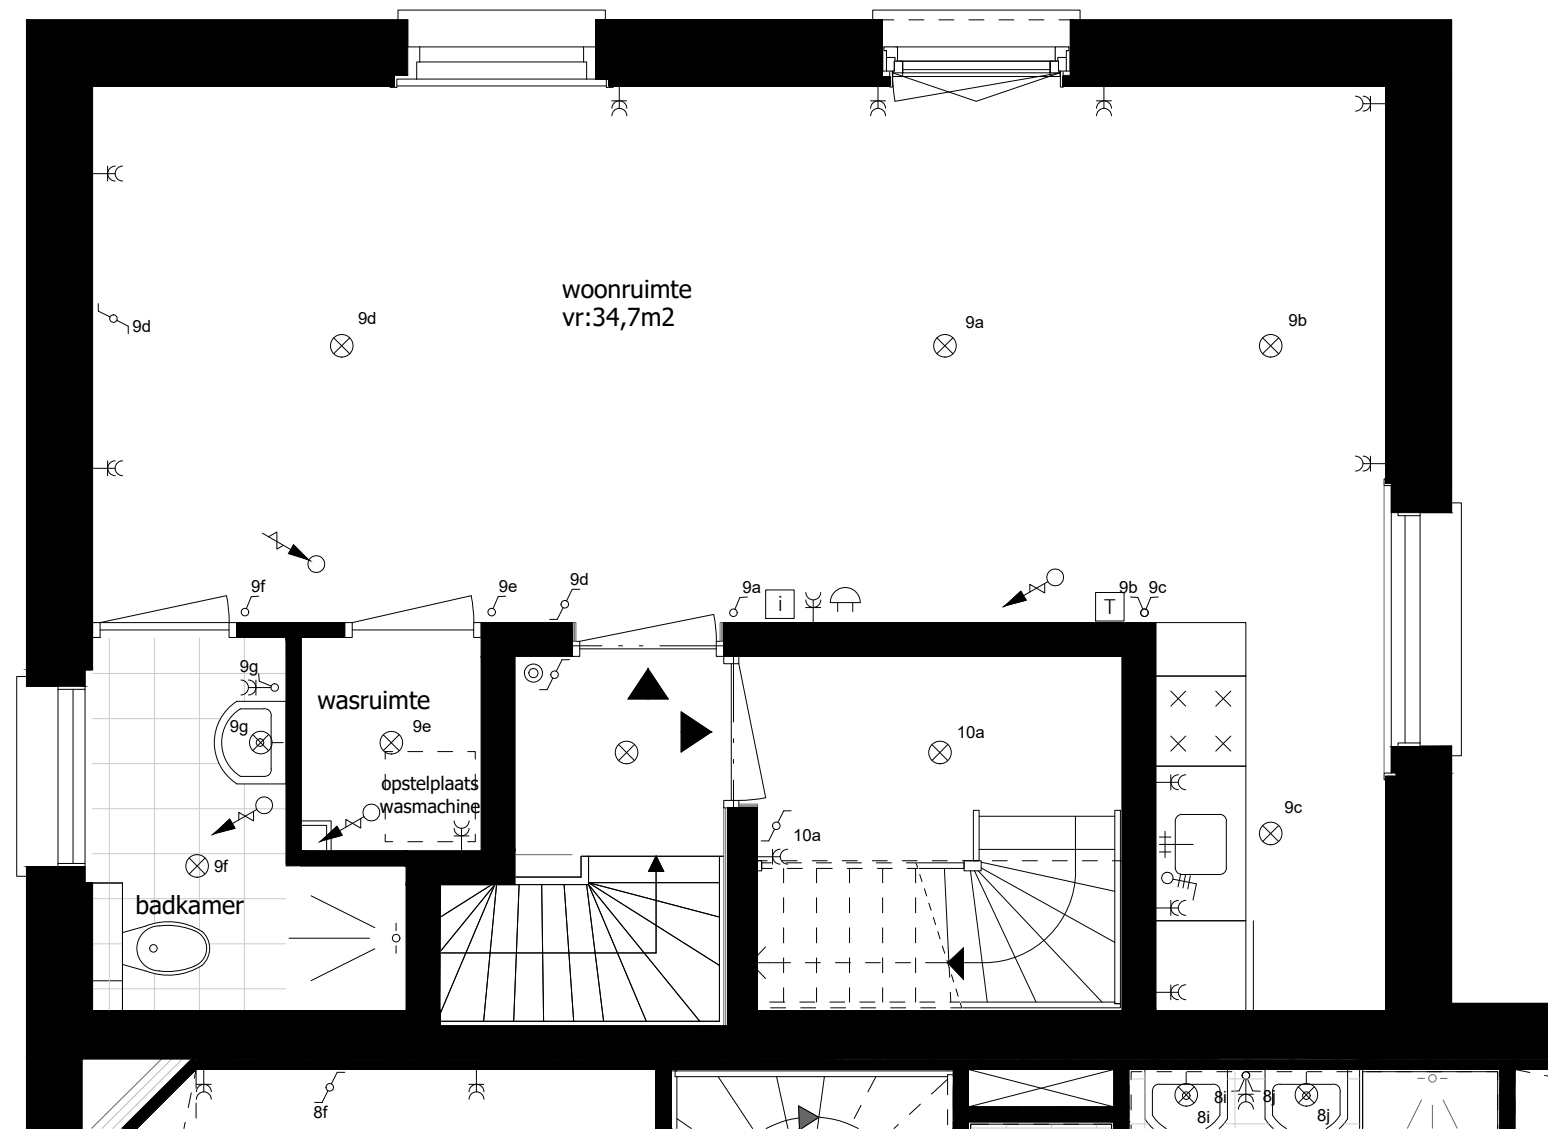 woonruimte
vr:34,7m2
9d
9d
9a
9b
9f
9e
9d
9a
i
T
9b
9c
9g
wasruimte
9g
9e
10a
opstelplaats
wasmachine
9c
10a
9f
badkamer
8f
8i
8j
8i
8j